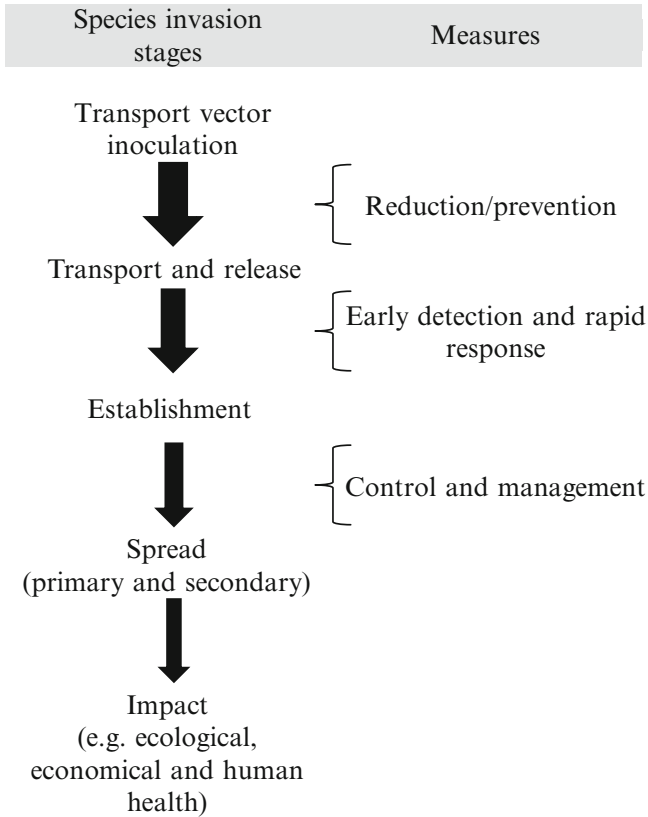 Species invasion
stages
Measures
Transport vector
inoculation
Reduction/prevention
Transport and release
Early detection and rapid
response
Establishment
Control and management
Spread
(primary and secondary)
Impact
(e.g. ecological,
economical and human
health)